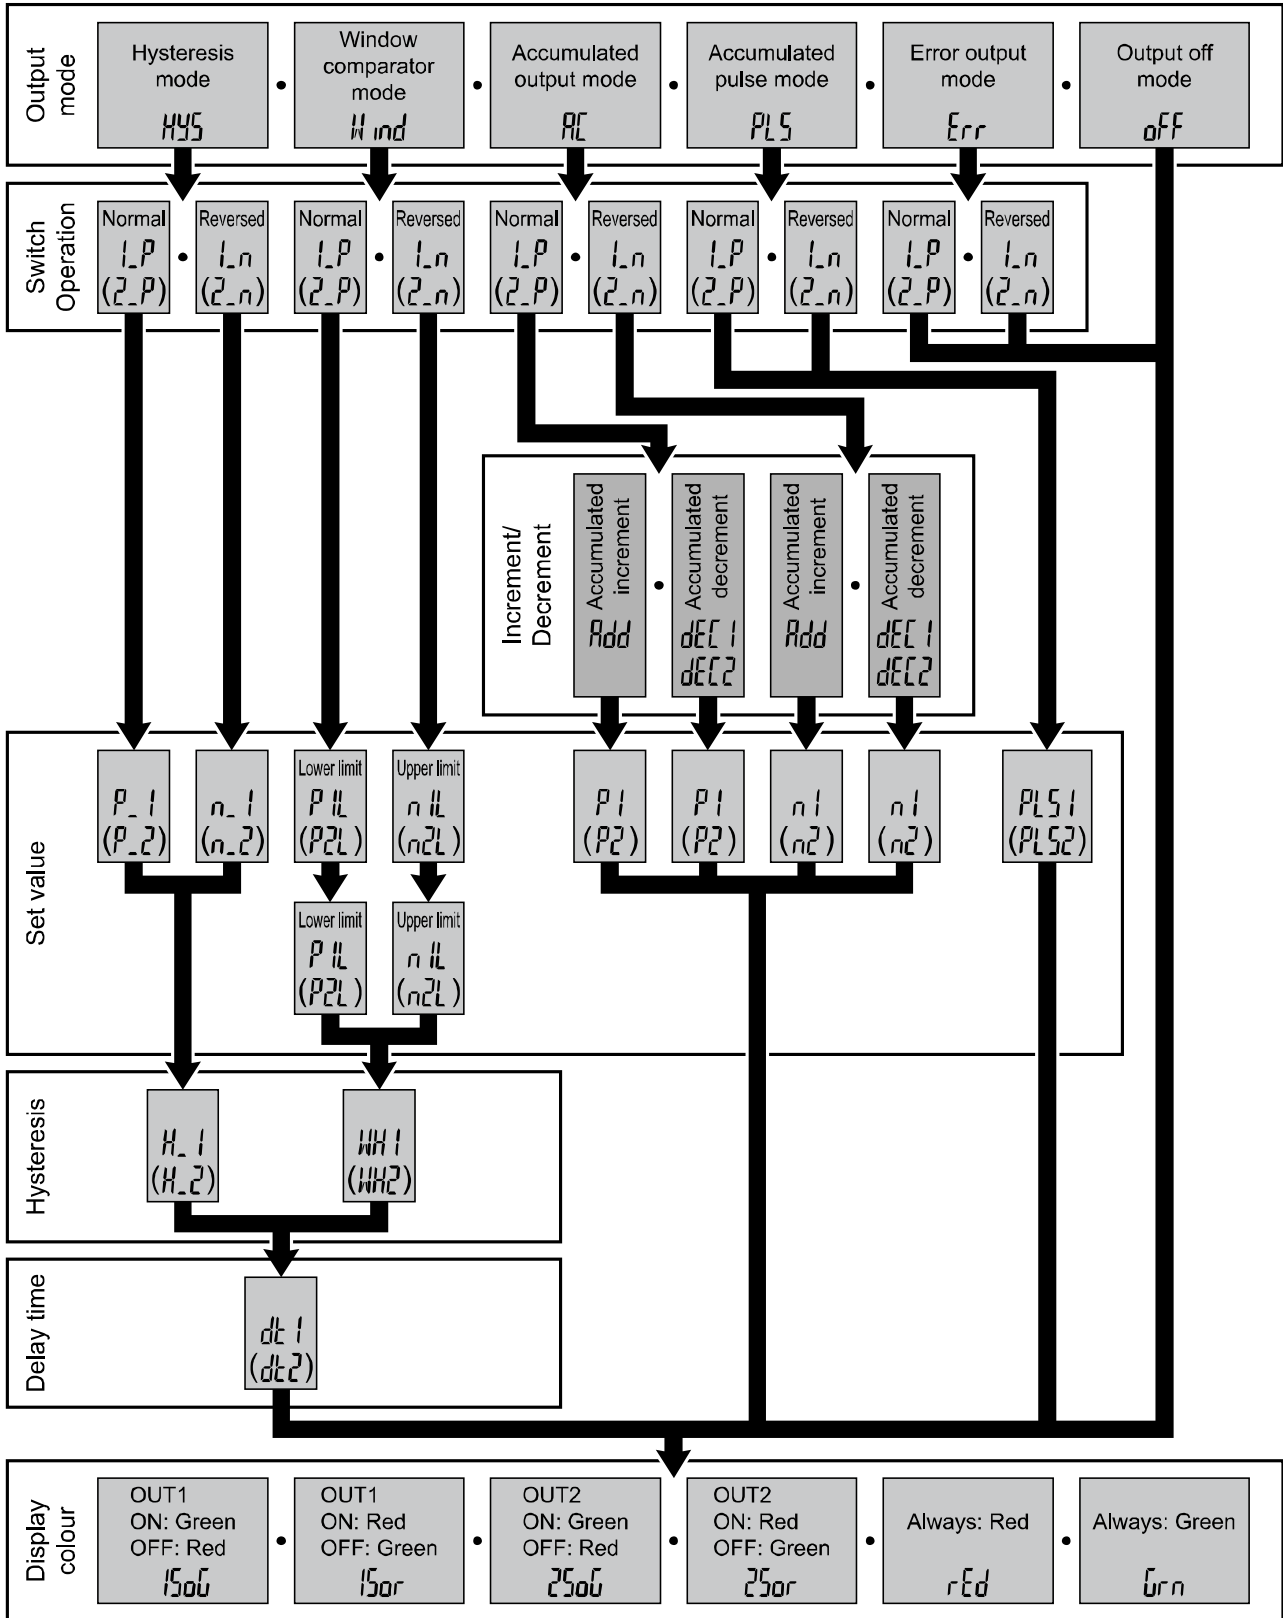 Output mode
Hysteresis mode
HYS
Window comparator mode
Wind
Accumulated output mode
AC
Accumulated pulse mode
PLS
Error output mode
Err
Output off mode
oFF
Switch Operation
Normal
1_P
(2_P)
Reversed
1_n
(2_n)
Normal
1_P
(2_P)
Reversed
1_n
(2_n)
Normal
1_P
(2_P)
Reversed
1_n
(2_n)
Normal
1_P
(2_P)
Reversed
1_n
(2_n)
Normal
1_P
(2_P)
Reversed
1_n
(2_n)
Increment/ Decrement
Accumulated increment
Add
Accumulated decrement
dEC1
dEC2
Accumulated increment
Add
Accumulated decrement
dEC1
dEC2
Set value
P_1
(P_2)
n_1
(n_2)
Lower limit
P1L
(P2L)
Upper limit
n1L
(n2L)
P1
(P2)
P1
(P2)
n1
(n2)
n1
(n2)
PLS1
(PLS2)
Lower limit
P1L
(P2L)
Upper limit
n1L
(n2L)
Hysteresis
H_1
(H_2)
WH1
(WH2)
Delay time
dt1
(dt2)
Display colour
OUT1
ON: Green
OFF: Red
1SoG
OUT1
ON: Red
OFF: Green
1Sor
OUT2
ON: Green
OFF: Red
2SoG
OUT2
ON: Red
OFF: Green
2Sor
Always: Red
rEd
Always: Green
Grn